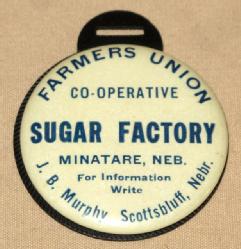 FARMERS UNION
CO-OPERATIVE
SUGAR FACTORY
MINATARE, NEB.
For Information
Write
J. B. Murphy Scottsbluff, Nebr.